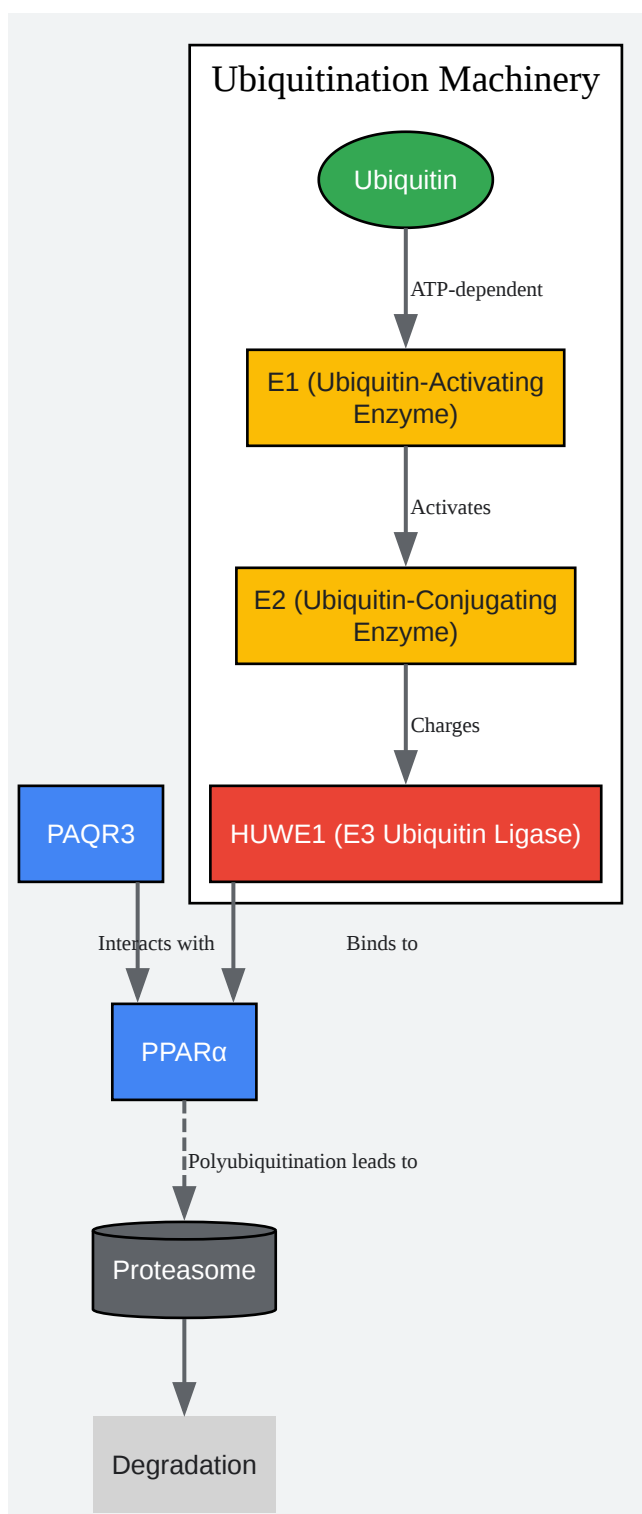 Ubiquitination Machinery
Ubiquitin
ATP-dependent
E1 (Ubiquitin-Activating
Enzyme)
Activates
E2 (Ubiquitin-Conjugating
Enzyme)
Charges
PAQR3
HUWE1 (E3 Ubiquitin Ligase)
Interacts with
Binds to
PPARα
Polyubiquitination leads to
Proteasome
Degradation